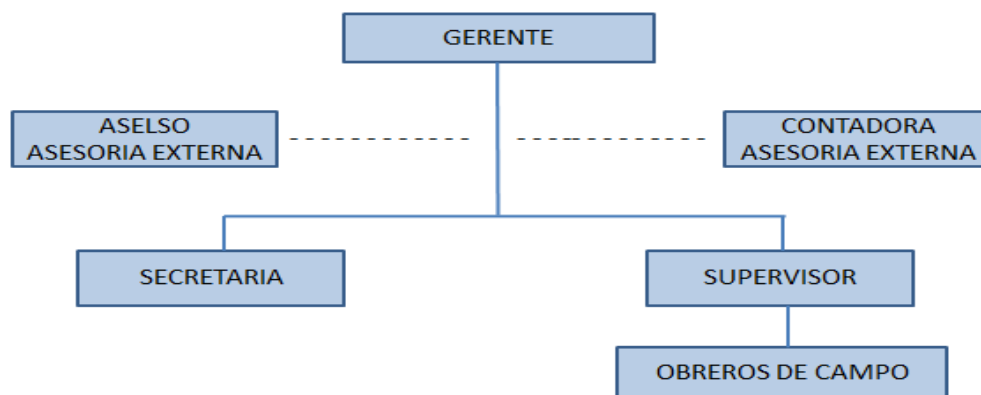 GERENTE
ASELSO
ASESORIA EXTERNA
CONTADORA
ASESORIA EXTERNA
SECRETARIA
SUPERVISOR
OBREROS DE CAMPO